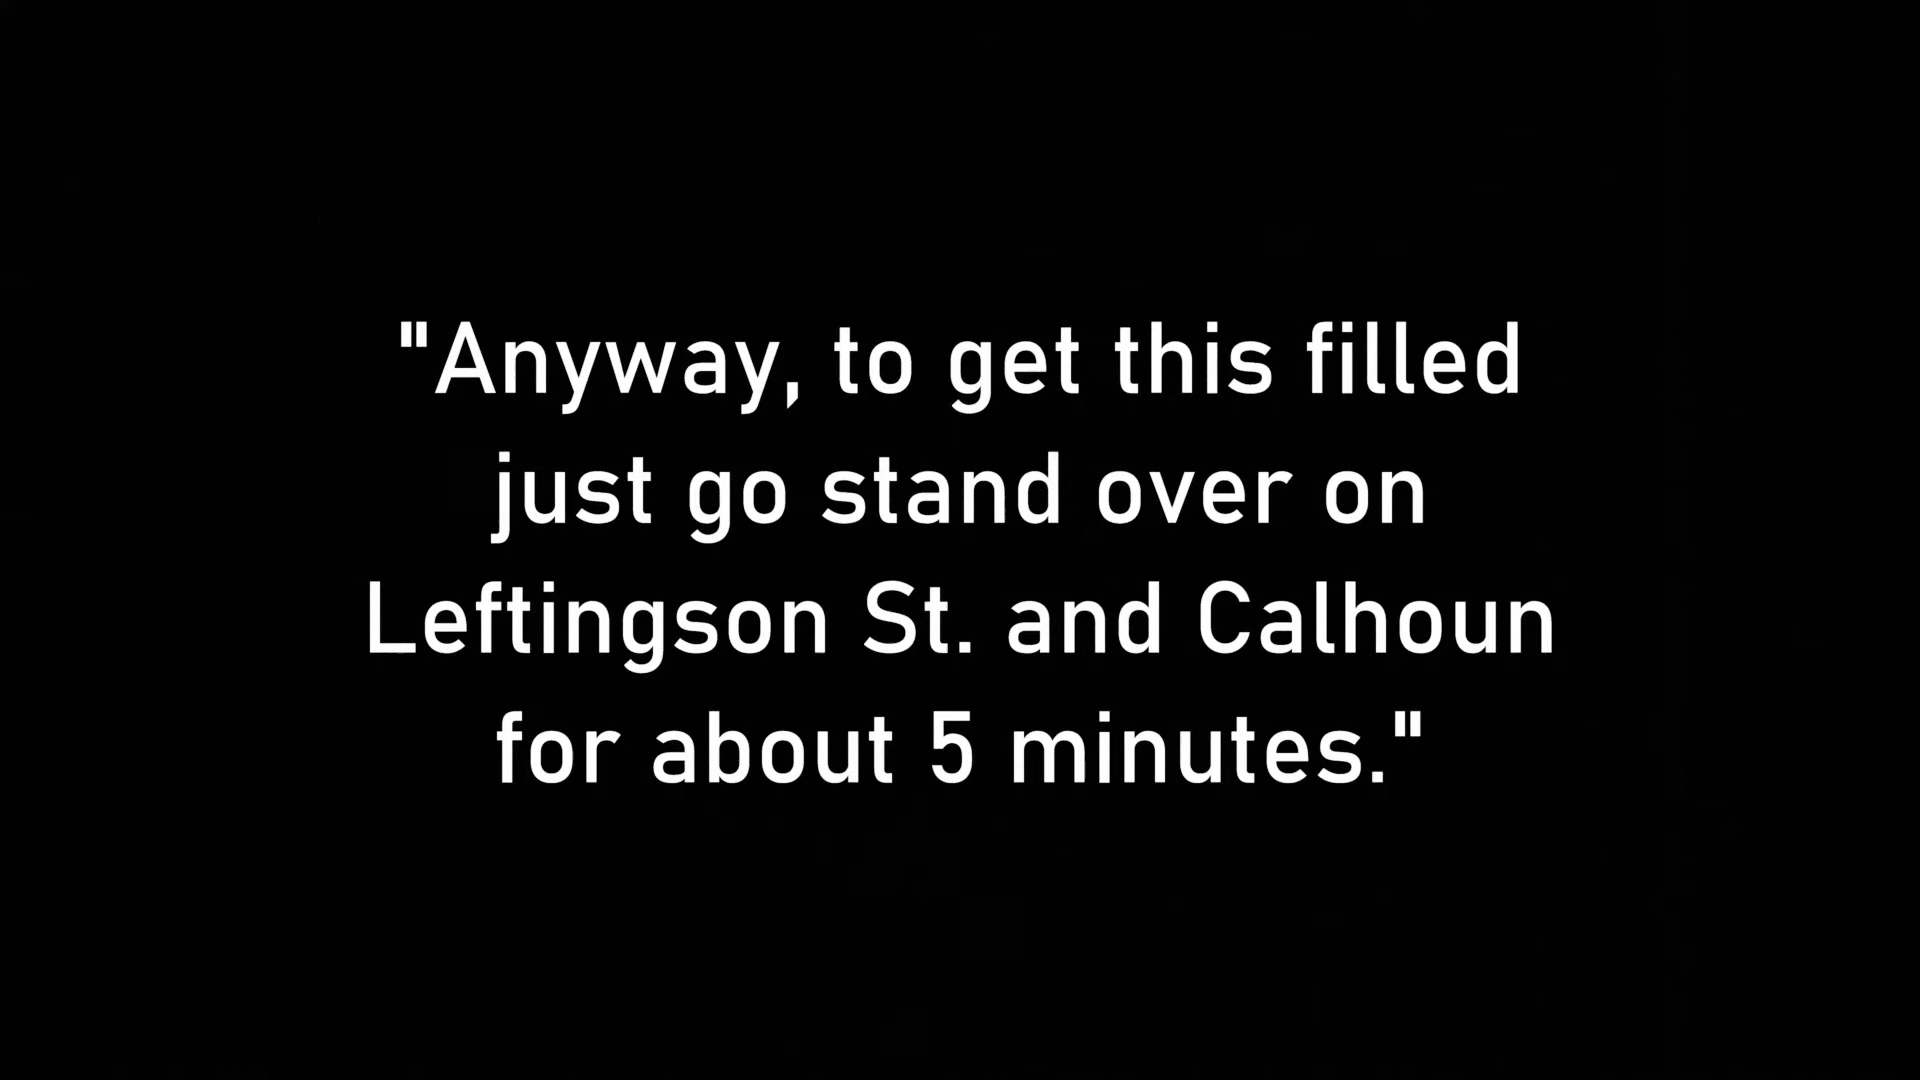 "Anyway, to get this filled
just go stand over on
Leftingson St. and Calhoun
for about 5 minutes."